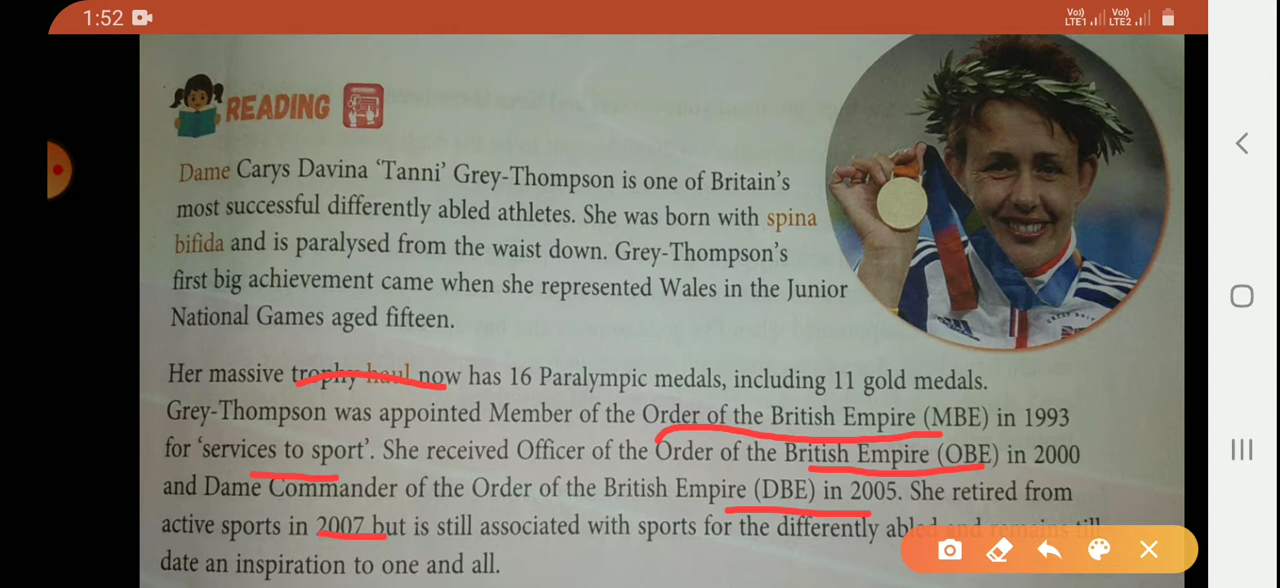 1:52
Vo) Vo)
LTE1 LTE2
READING
Dame Carys Davina ‘Tanni’ Grey-Thompson is one of Britain’s
most successful differently abled athletes. She was born with spina
bifida and is paralysed from the waist down. Grey-Thompson’s
first big achievement came when she represented Wales in the Junior
National Games aged fifteen.
Her massive trophy haul now has 16 Paralympic medals, including 11 gold medals.
Grey-Thompson was appointed Member of the Order of the British Empire (MBE) in 1993
for ‘services to sport’. She received Officer of the Order of the British Empire (OBE) in 2000
and Dame Commander of the Order of the British Empire (DBE) in 2005. She retired from
active sports in 2007 but is still associated with sports for the differently abled and remains till
date an inspiration to one and all.